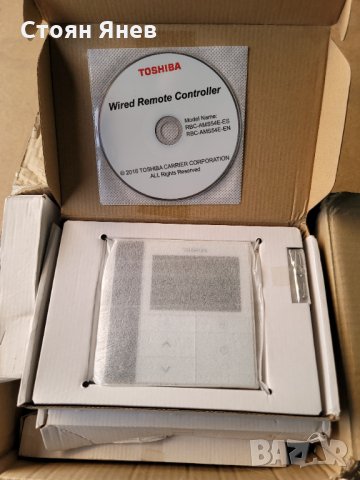 Стоян Янев
TOSHIBA
Wired Remote Controller
Model Name:
RBC-AMS54E-ES
RBC-AMS54E-EN
© 2016 TOSHIBA CARRIER CORPORATION
ALL Rights Reserved
TOSHIBA
BAZAR